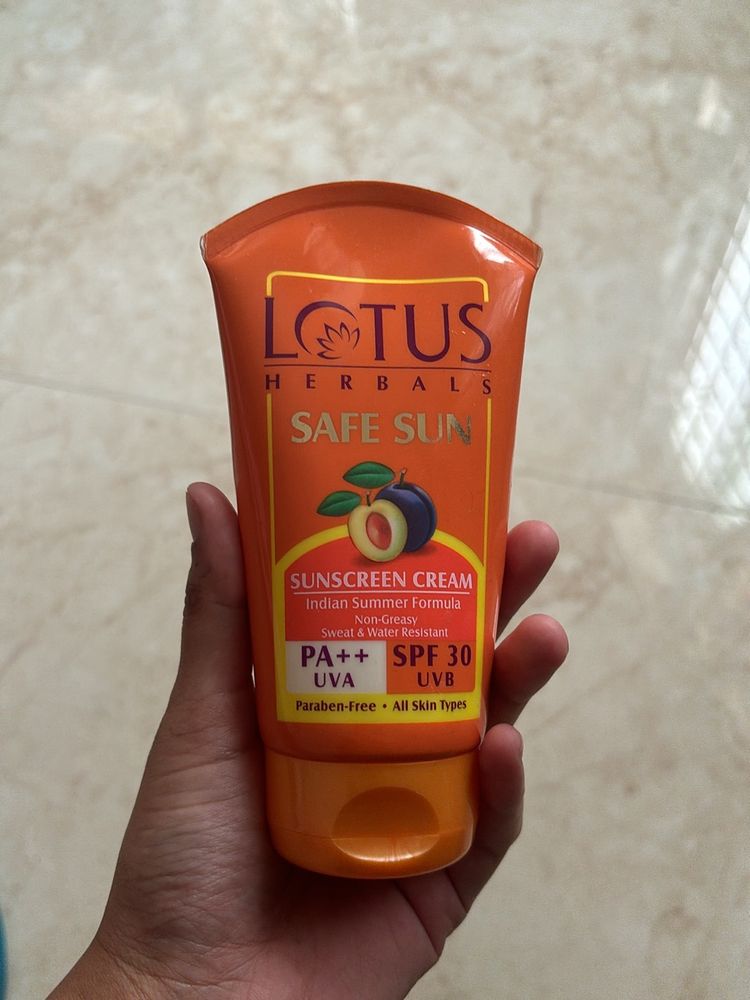 LOTUS
HERBALS
SAFE SUN
SUNSCREEN CREAM
Indian Summer Formula
Non-Greasy
Sweat & Water Resistant
PA++ SPF 30
UVA UVB
Paraben-Free • All Skin Types